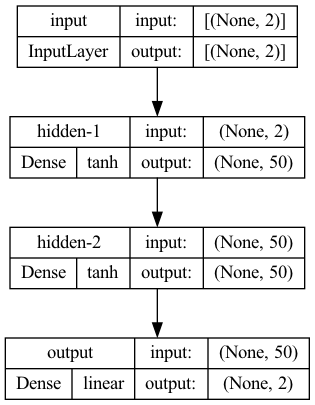 input input: [(None, 2)]
InputLayer output: [(None, 2)]
hidden-1 input: (None, 2)
Dense tanh output: (None, 50)
hidden-2 input: (None, 50)
Dense tanh output: (None, 50)
output input: (None, 50)
Dense linear output: (None, 2)